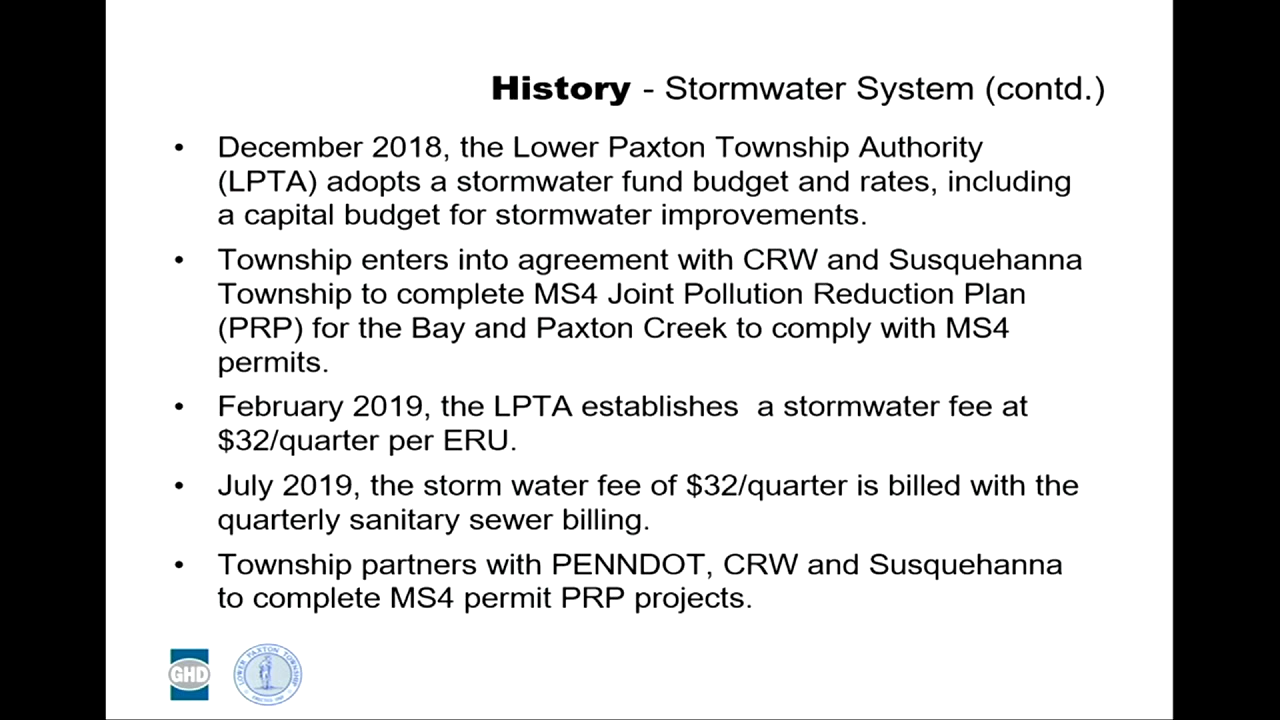 History - Stormwater System (contd.)
• December 2018, the Lower Paxton Township Authority
(LPTA) adopts a stormwater fund budget and rates, including
a capital budget for stormwater improvements.
• Township enters into agreement with CRW and Susquehanna
Township to complete MS4 Joint Pollution Reduction Plan
(PRP) for the Bay and Paxton Creek to comply with MS4
permits.
• February 2019, the LPTA establishes  a stormwater fee at
$32/quarter per ERU.
• July 2019, the storm water fee of $32/quarter is billed with the
quarterly sanitary sewer billing.
• Township partners with PENNDOT, CRW and Susquehanna
to complete MS4 permit PRP projects.
GHD
LOWER PAXTON TOWNSHIP